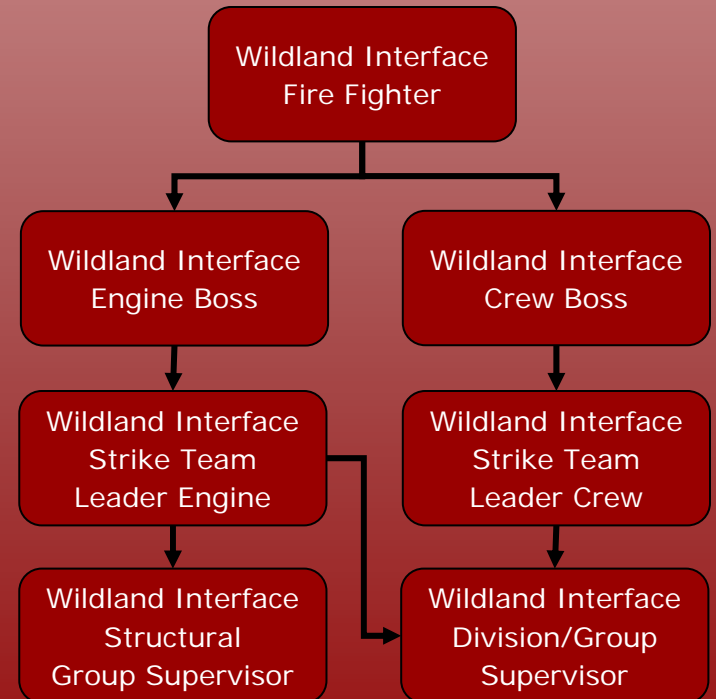 Wildland Interface
Fire Fighter
Wildland Interface
Engine Boss
Wildland Interface
Crew Boss
Wildland Interface
Strike Team
Leader Engine
Wildland Interface
Strike Team
Leader Crew
Wildland Interface
Structural
Group Supervisor
Wildland Interface
Division/Group
Supervisor